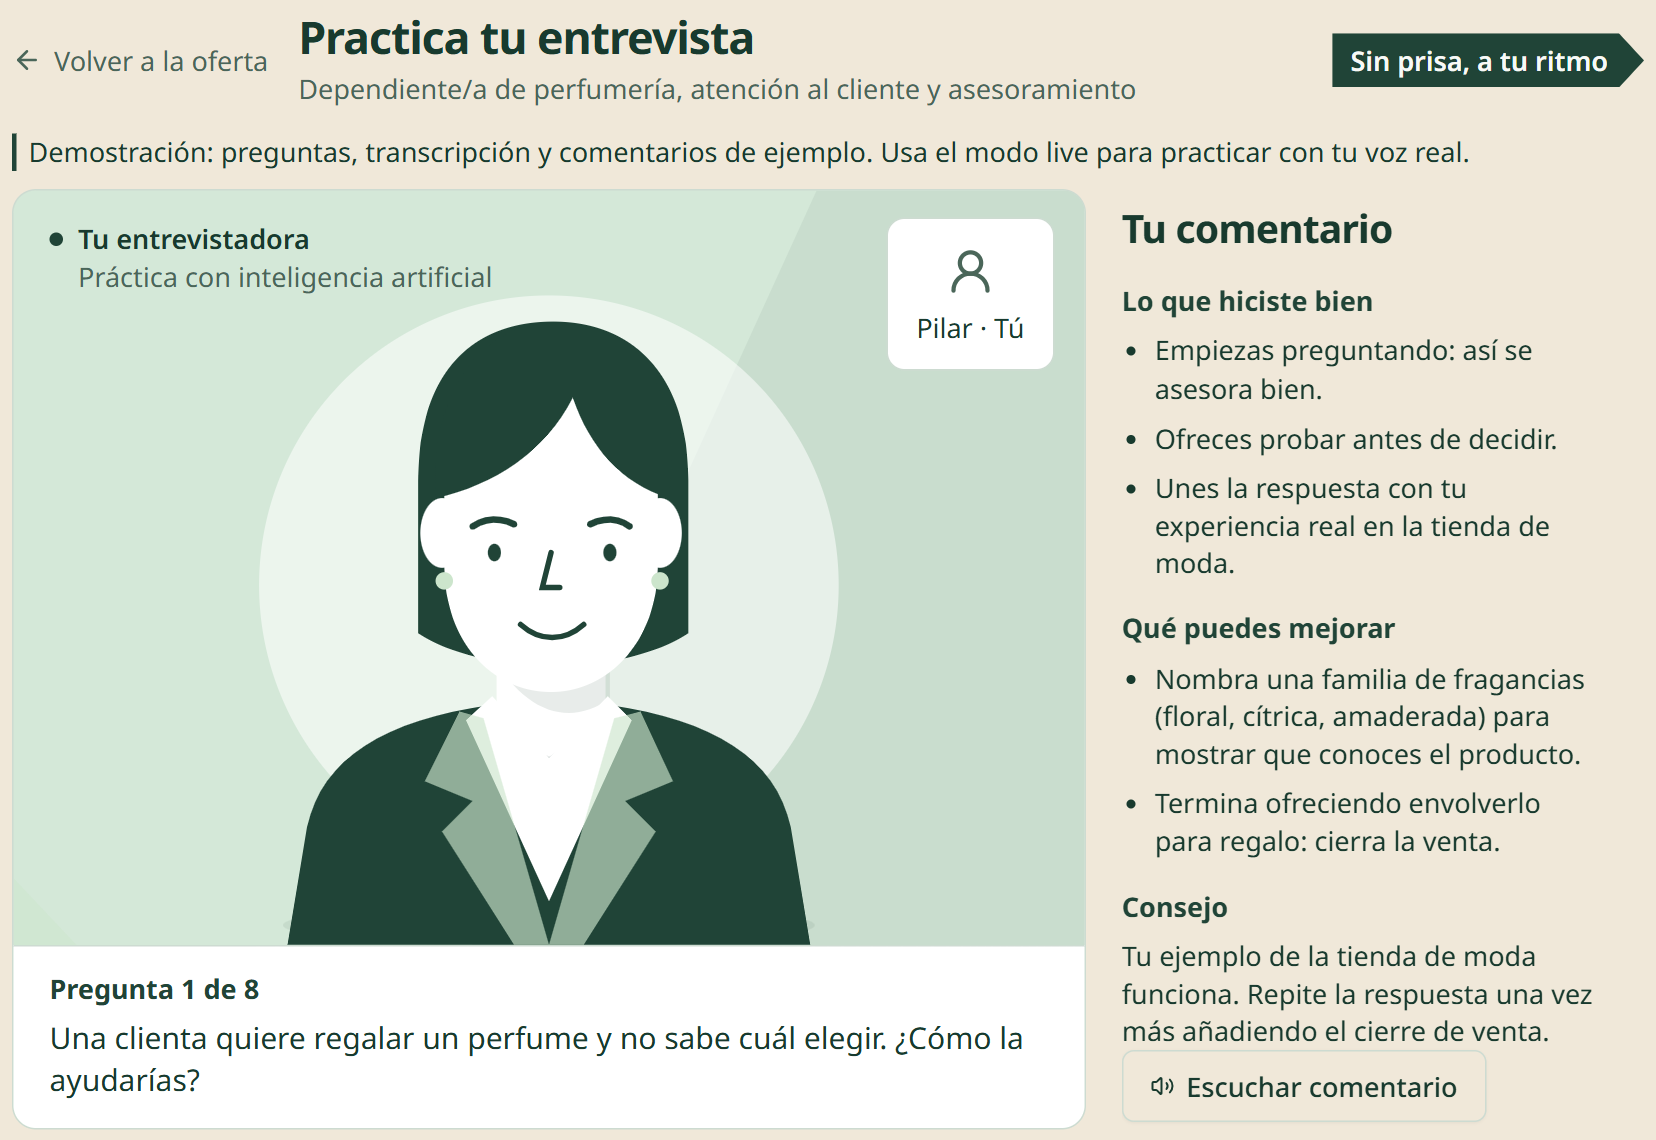 Volver a la oferta
Practica tu entrevista
Dependiente/a de perfumería, atención al cliente y asesoramiento
Sin prisa, a tu ritmo
Demostración: preguntas, transcripción y comentarios de ejemplo. Usa el modo live para practicar con tu voz real.
Tu entrevistadora
Práctica con inteligencia artificial
Pilar · Tú
Pregunta 1 de 8
Una clienta quiere regalar un perfume y no sabe cuál elegir. ¿Cómo la
ayudarías?
Tu comentario
Lo que hiciste bien
Empiezas preguntando: así se
asesora bien.
Ofreces probar antes de decidir.
Unes la respuesta con tu
experiencia real en la tienda de
moda.
Qué puedes mejorar
Nombra una familia de fragancias
(floral, cítrica, amaderada) para
mostrar que conoces el producto.
Termina ofreciendo envolverlo
para regalo: cierra la venta.
Consejo
Tu ejemplo de la tienda de moda
funciona. Repite la respuesta una vez
más añadiendo el cierre de venta.
Escuchar comentario